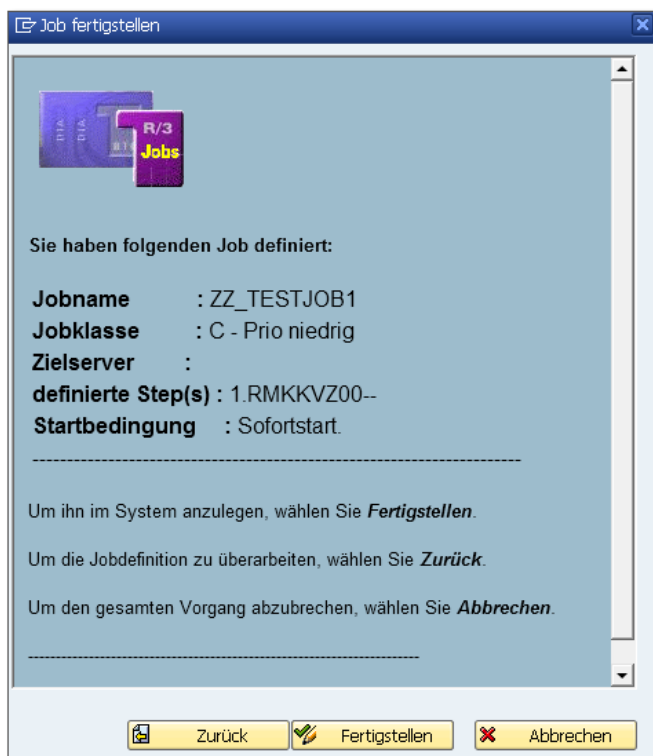 Job fertigstellen
DIA
DIA
R/3
Jobs
Sie haben folgenden Job definiert:
Jobname : ZZ_TESTJOB1
Jobklasse : C - Prio niedrig
Zielserver :
definierte Step(s) : 1.RMKKVZ00--
Startbedingung : Sofortstart.
Um ihn im System anzulegen, wählen Sie Fertigstellen.
Um die Jobdefinition zu überarbeiten, wählen Sie Zurück.
Um den gesamten Vorgang abzubrechen, wählen Sie Abbrechen.
Zurück Fertigstellen Abbrechen